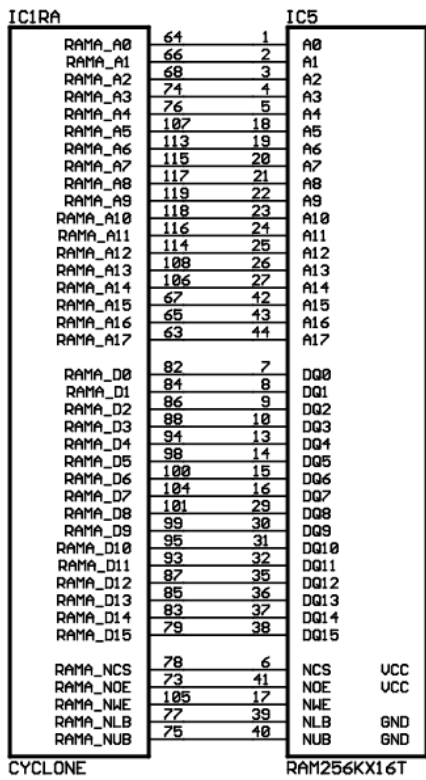 IC1RA IC5
RAMA_A0 64 1 A0
RAMA_A1 66 2 A1
RAMA_A2 68 3 A2
RAMA_A3 74 4 A3
RAMA_A4 76 5 A4
RAMA_A5 107 18 A5
RAMA_A6 113 19 A6
RAMA_A7 115 20 A7
RAMA_A8 117 21 A8
RAMA_A9 119 22 A9
RAMA_A10 118 23 A10
RAMA_A11 116 24 A11
RAMA_A12 114 25 A12
RAMA_A13 108 26 A13
RAMA_A14 106 27 A14
RAMA_A15 67 42 A15
RAMA_A16 65 43 A16
RAMA_A17 63 44 A17
RAMA_D0 82 7 DQ0
RAMA_D1 84 8 DQ1
RAMA_D2 86 9 DQ2
RAMA_D3 88 10 DQ3
RAMA_D4 94 13 DQ4
RAMA_D5 98 14 DQ5
RAMA_D6 100 15 DQ6
RAMA_D7 104 16 DQ7
RAMA_D8 101 29 DQ8
RAMA_D9 99 30 DQ9
RAMA_D10 95 31 DQ10
RAMA_D11 93 32 DQ11
RAMA_D12 87 35 DQ12
RAMA_D13 85 36 DQ13
RAMA_D14 83 37 DQ14
RAMA_D15 79 38 DQ15
RAMA_NCS 78 6 NCS VCC
RAMA_NOE 73 41 NOE VCC
RAMA_NWE 105 17 NWE
RAMA_NLB 77 39 NLB GND
RAMA_NUB 75 40 NUB GND
CYCLONE RAM256KX16T